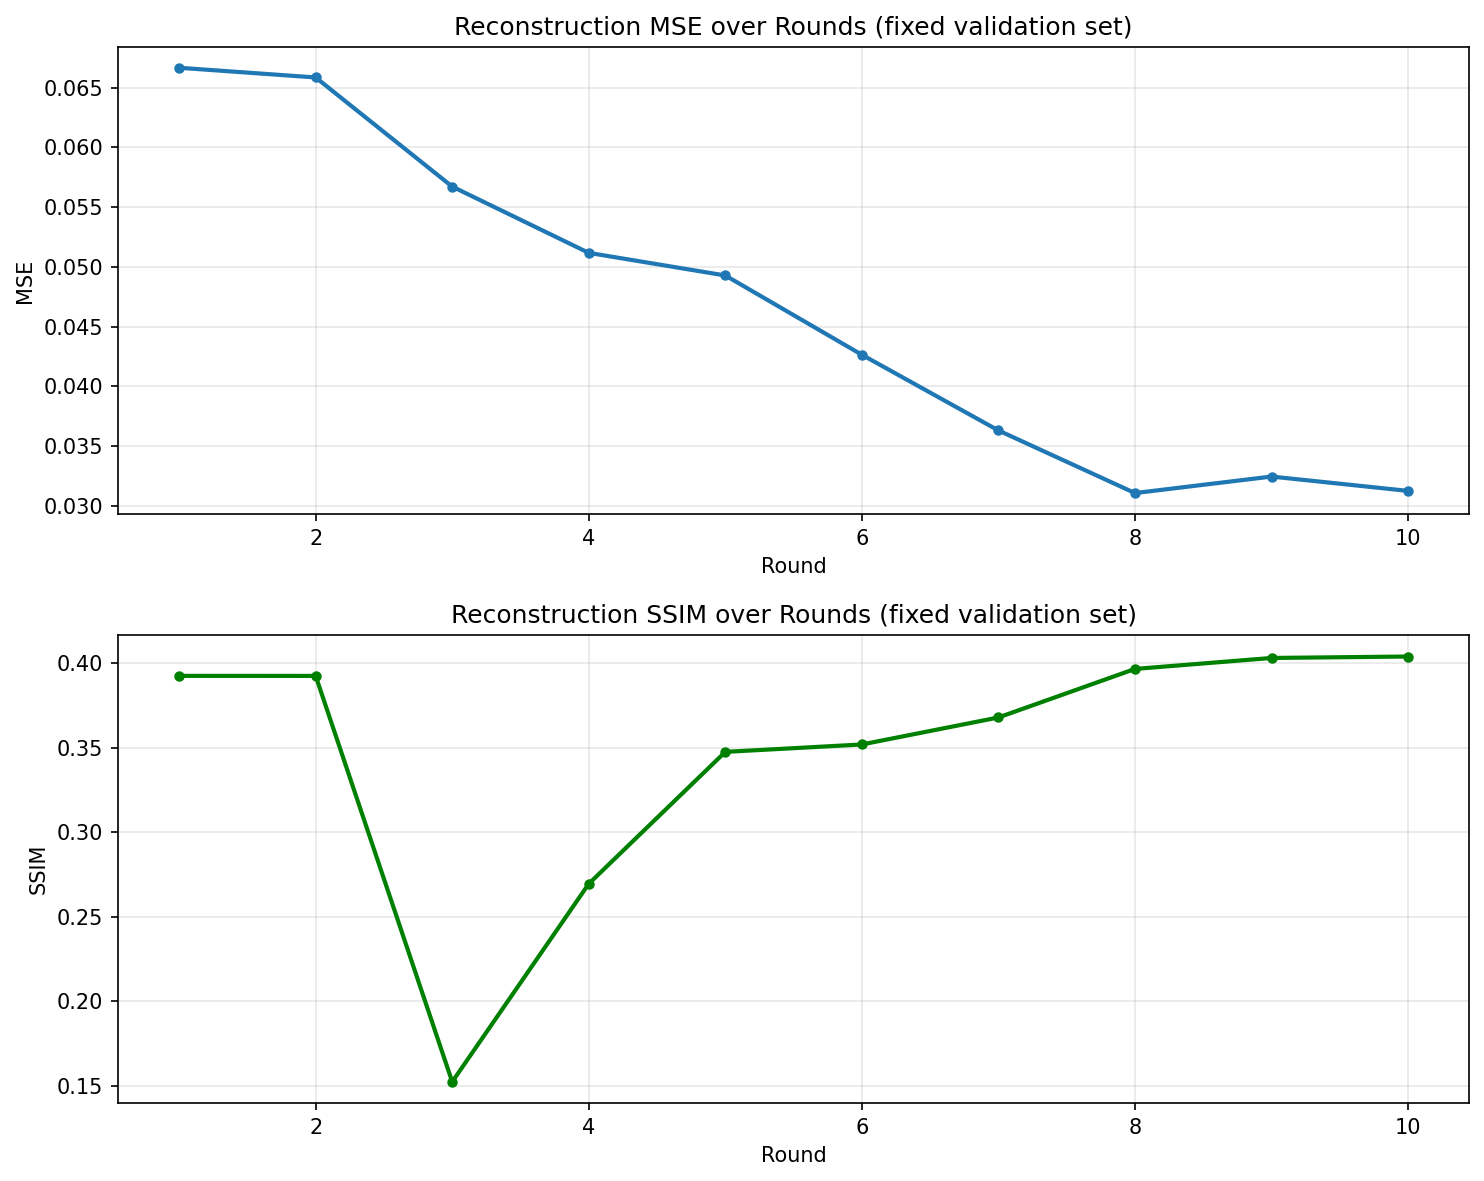 Reconstruction MSE over Rounds (fixed validation set)
MSE
0.065
0.060
0.055
0.050
0.045
0.040
0.035
0.030
2 4 6 8 10
Round
Reconstruction SSIM over Rounds (fixed validation set)
SSIM
0.40
0.35
0.30
0.25
0.20
0.15
2 4 6 8 10
Round